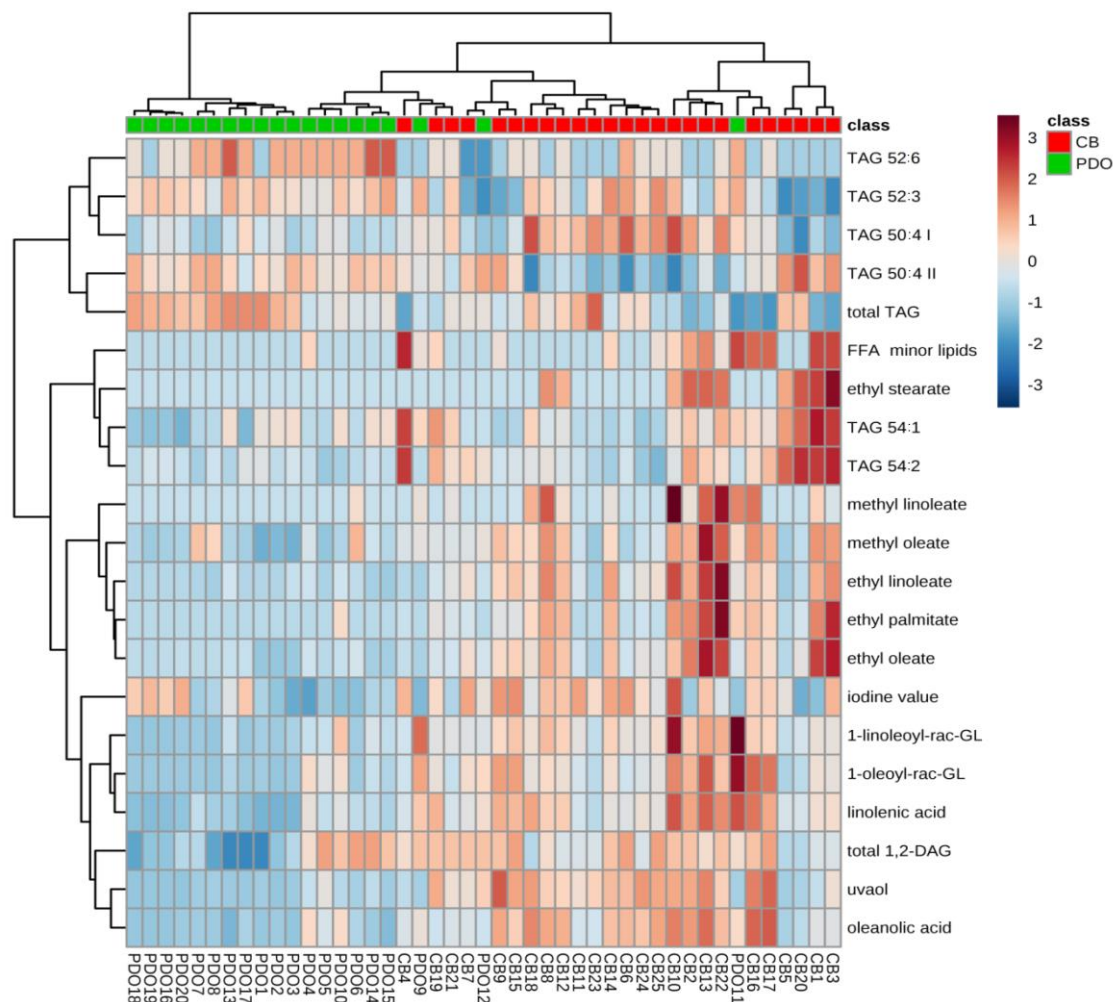 class
TAG 52:6
TAG 52:3
TAG 50:4 I
TAG 50:4 II
total TAG
FFA minor lipids
ethyl stearate
TAG 54:1
TAG 54:2
methyl linoleate
methyl oleate
ethyl linoleate
ethyl palmitate
ethyl oleate
iodine value
1-linoleoyl-rac-GL
1-oleoyl-rac-GL
linolenic acid
total 1,2-DAG
uvaol
oleanolic acid
3
2
1
0
-1
-2
-3
class
CB
PDO
PDO18
PDO19
PDO16
PDO20
PDO7
PDO8
PDO13
PDO17
PDO1
PDO2
PDO3
PDO4
PDO5
PDO10
PDO6
PDO14
PDO15
CB4
PDO9
CB19
CB21
CB7
PDO12
CB9
CB15
CB18
CB8
CB12
CB11
CB23
CB14
CB6
CB24
CB25
CB10
CB2
CB13
CB22
PDO11
CB16
CB17
CB5
CB20
CB1
CB3